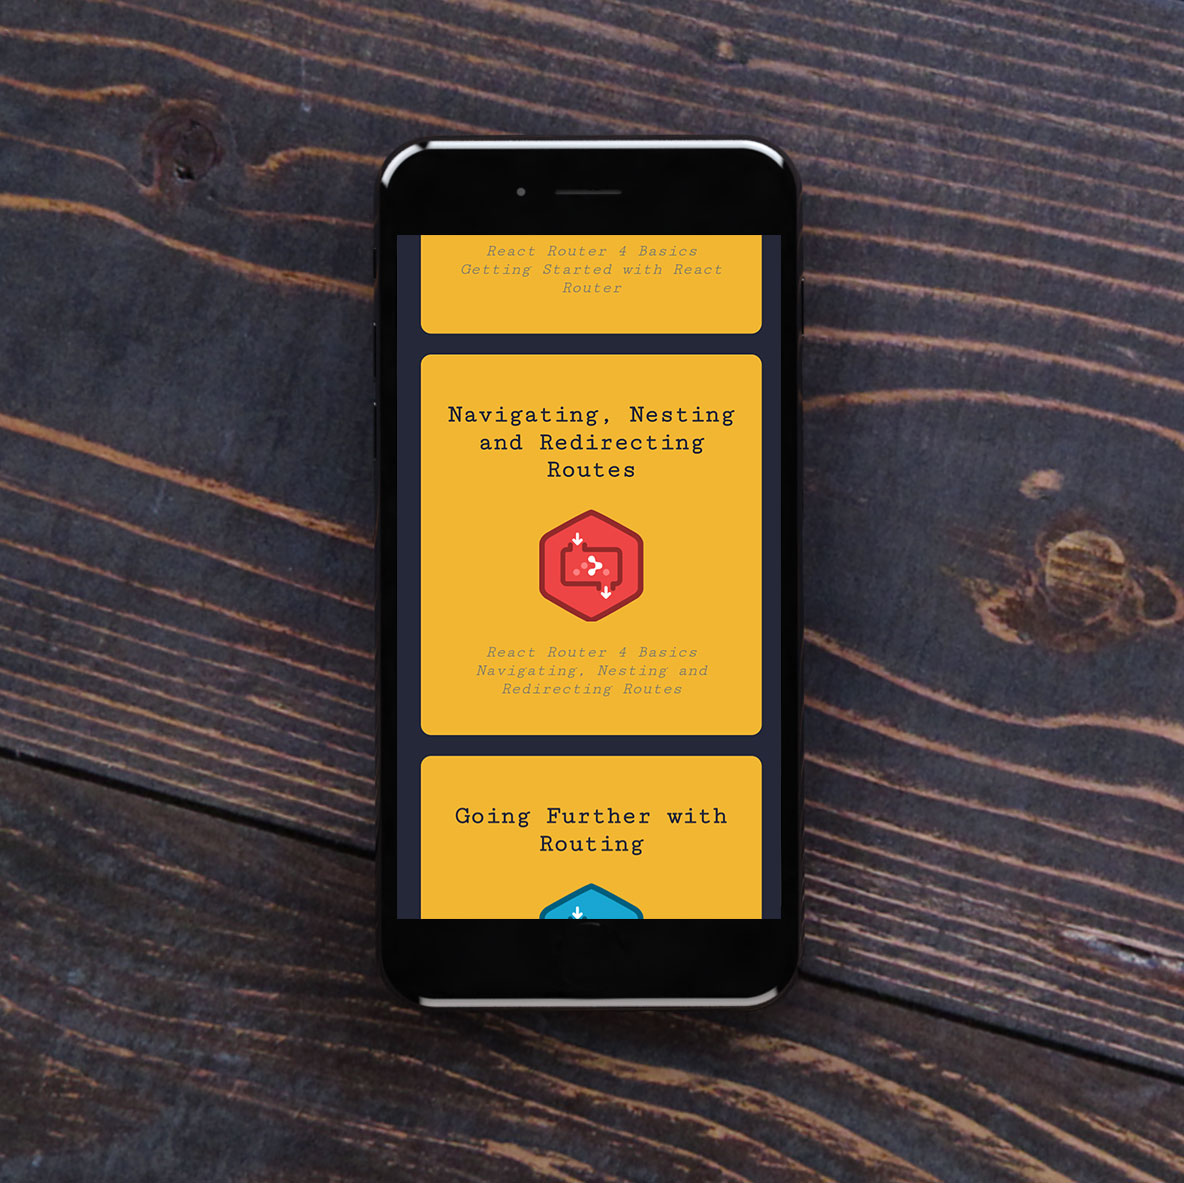 React Router 4 Basics
Getting Started with React
Router
Navigating, Nesting
and Redirecting
Routes
React Router 4 Basics
Navigating, Nesting and
Redirecting Routes
Going Further with
Routing